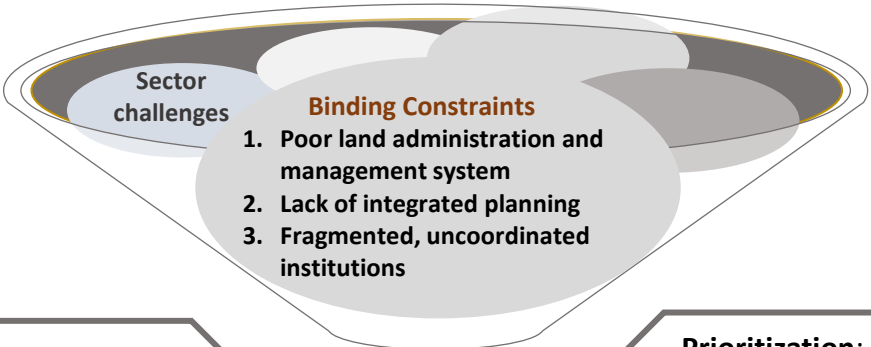 Sector
challenges
Binding Constraints
1. Poor land administration and
management system
2. Lack of integrated planning
3. Fragmented, uncoordinated
institutions
Prioritization: